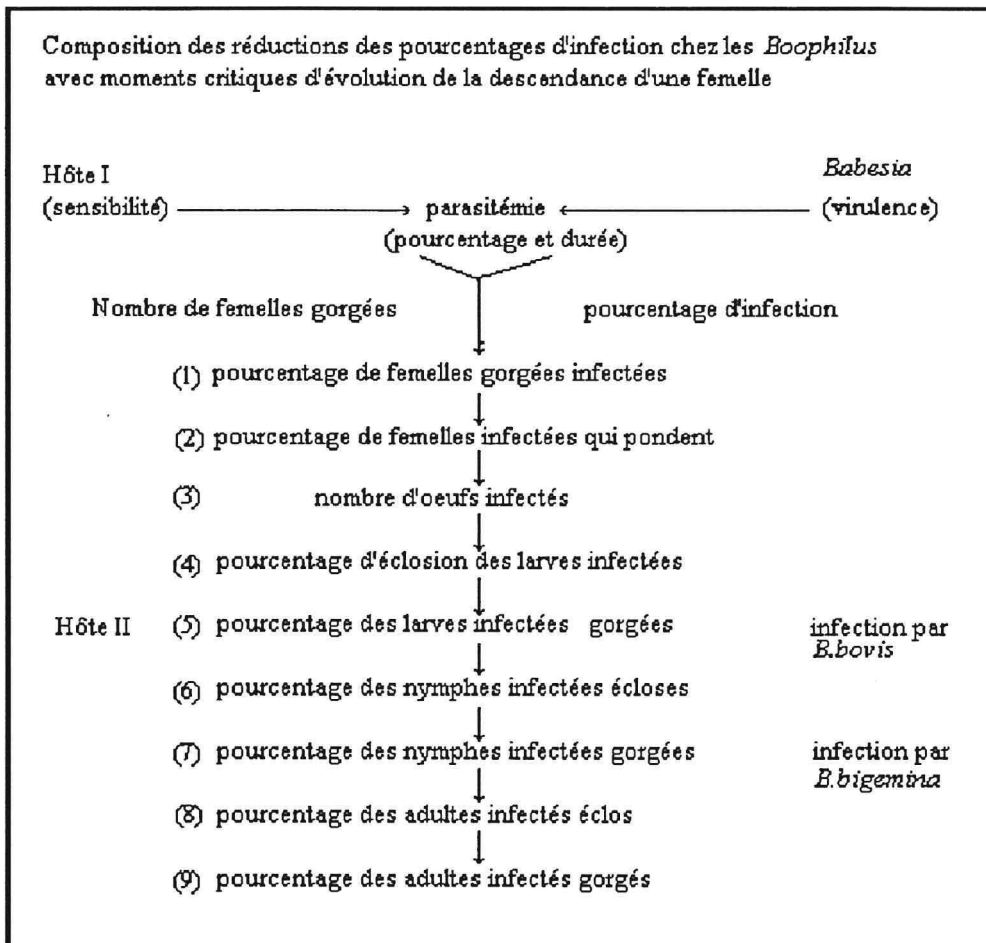 Composition des réductions des pourcentages d'infection chez les Boophilus
avec moments critiques d'évolution de la descendance d'une femelle
Hôte I
Babesia
(sensibilité)
parasitémie
(virulence)
(pourcentage et durée)
Nombre de femelles gorgées
pourcentage d'infection
(1) pourcentage de femelles gorgées infectées
(2) pourcentage de femelles infectées qui pondent
(3) nombre d'oeufs infectés
(4) pourcentage d'éclosion des larves infectées
Hôte II (5) pourcentage des larves infectées gorgées infection par
B.bovis
(6) pourcentage des nymphes infectées écloses
(7) pourcentage des nymphes infectées gorgées infection par
B.bigemina
(8) pourcentage des adultes infectés éclos
(9) pourcentage des adultes infectés gorgés